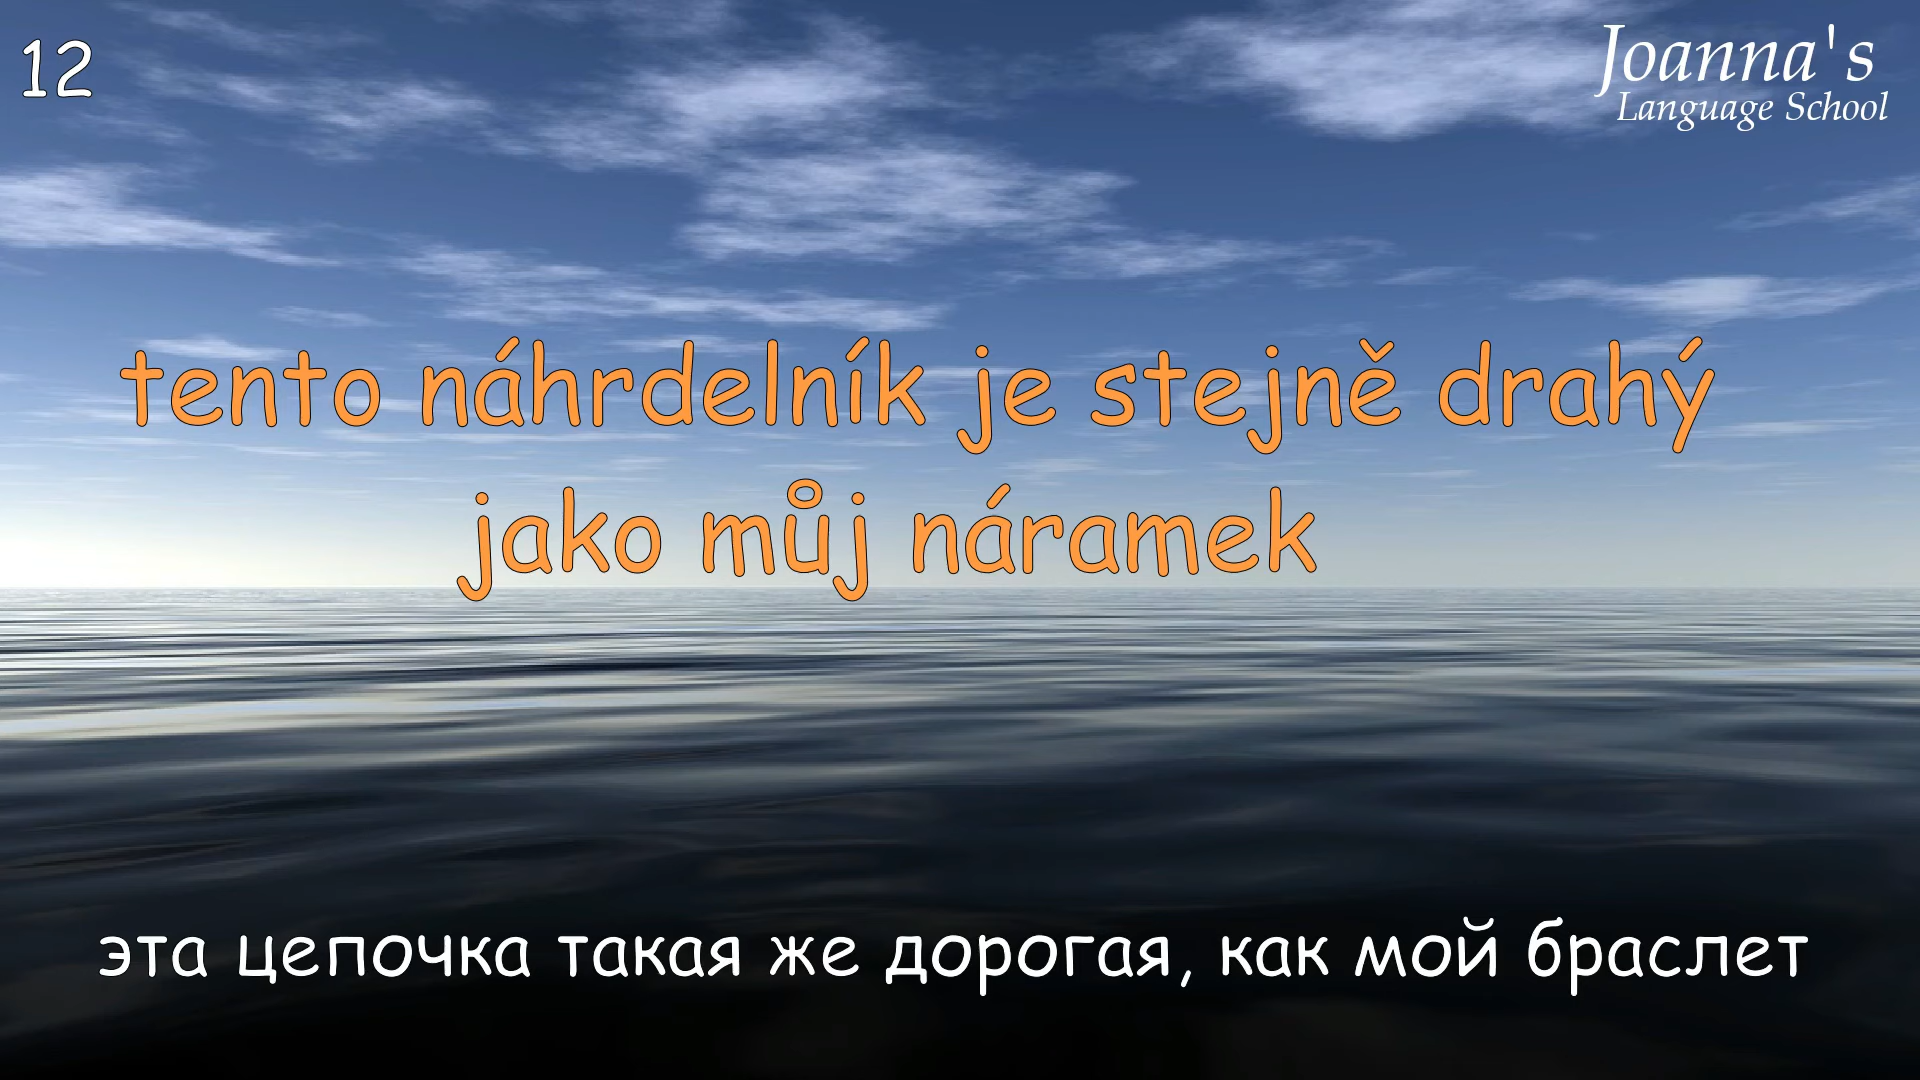 12
Joanna's
Language School
tento náhrdelník je stejně drahý
jako můj náramek
эта цепочка такая же дорогая, как мой браслет